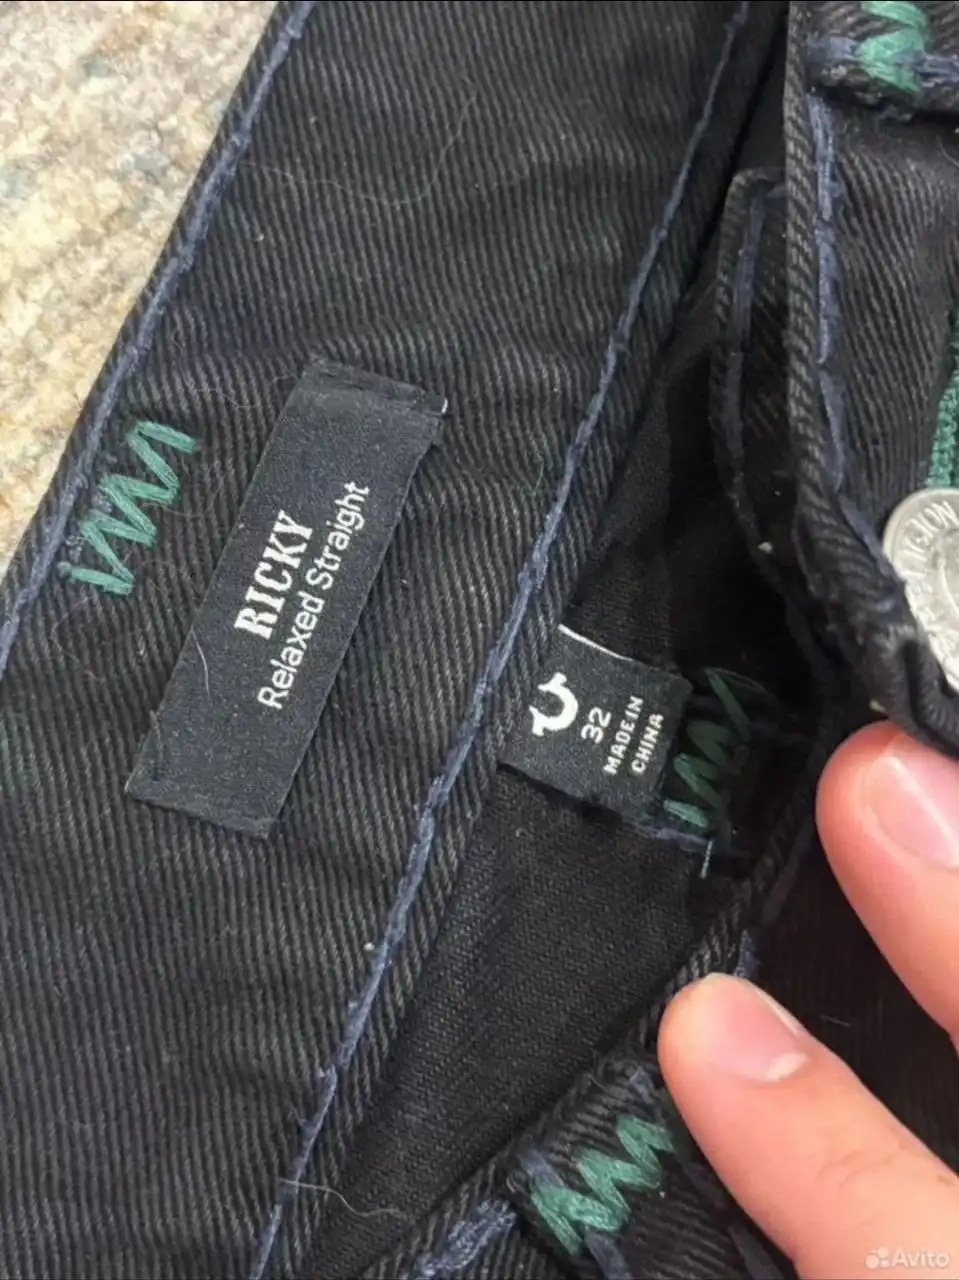 RICKY
Relaxed Straight
32
MADE IN
CHINA
Avito